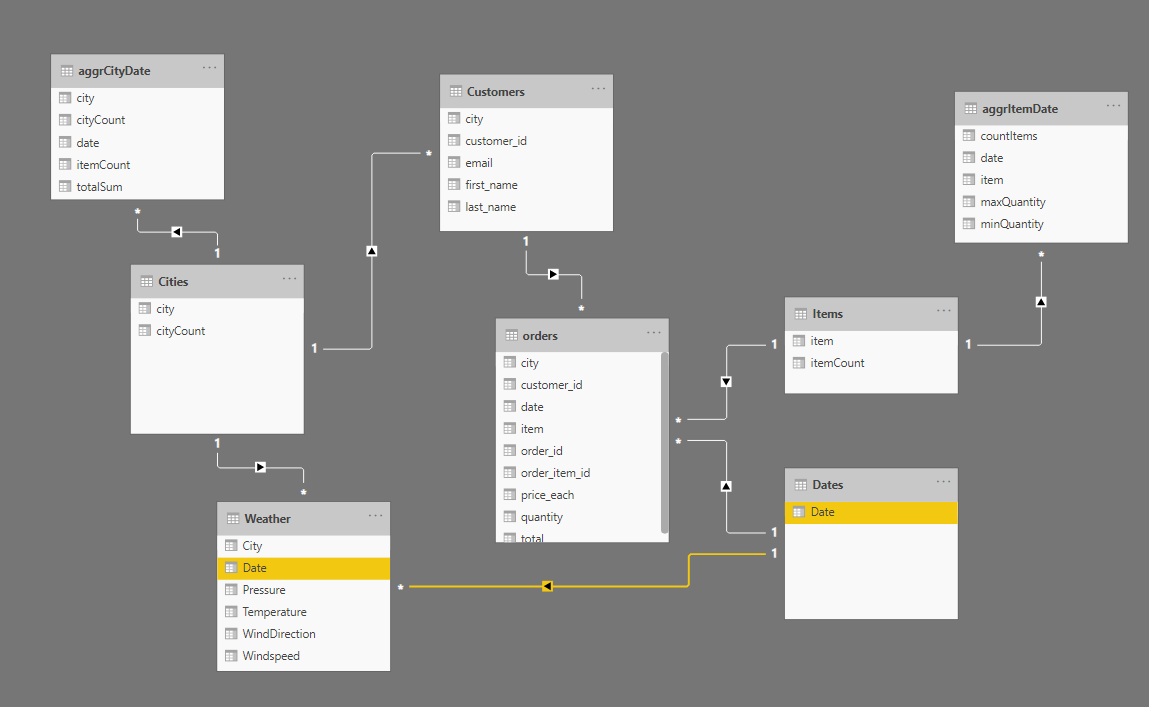 aggrCityDate
city
cityCount
date
itemCount
totalSum
Customers
city
customer_id
email
first_name
last_name
aggrItemDate
countItems
date
item
maxQuantity
minQuantity
*
1
*
1
1
*
*
1
Cities
city
cityCount
orders
city
customer_id
date
item
order_id
order_item_id
price_each
quantity
total
Items
item
itemCount
1
*
*
1
1
1
*
*
Weather
City
Date
Pressure
Temperature
WindDirection
Windspeed
Dates
Date